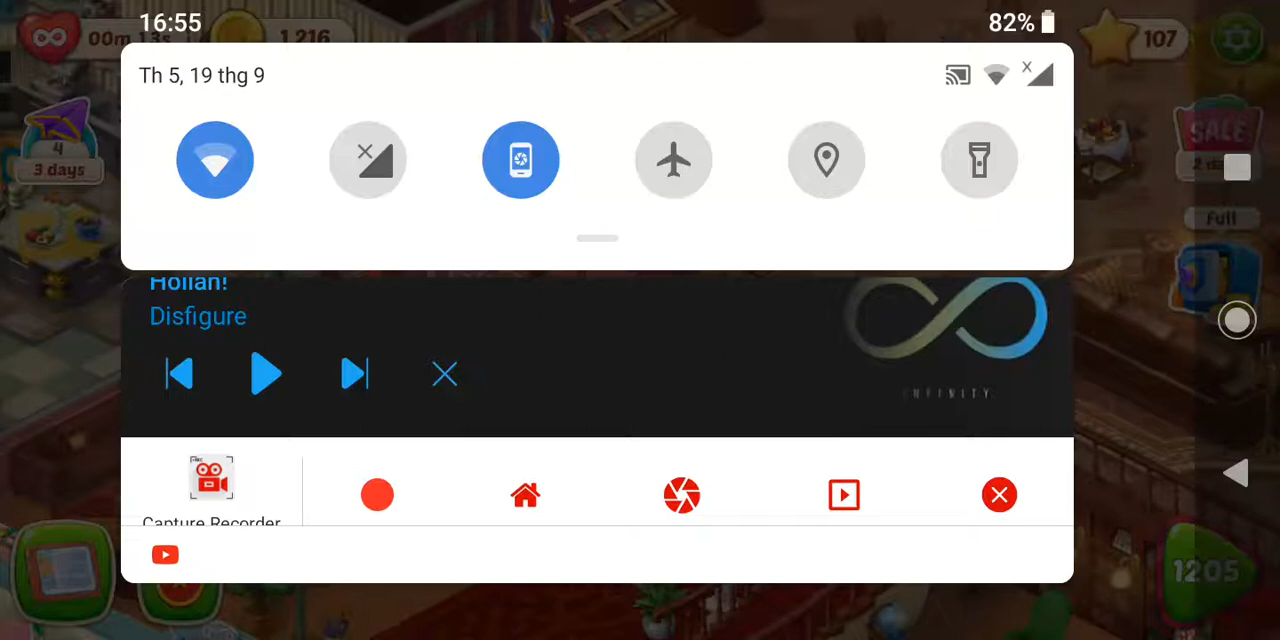 16:55
82%
00m 13s
1,216
107
Th 5, 19 thg 9
X
X
4
3 days
SALE
Full
Hollah!
Disfigure
INFINITY
Capture Recorder
1205